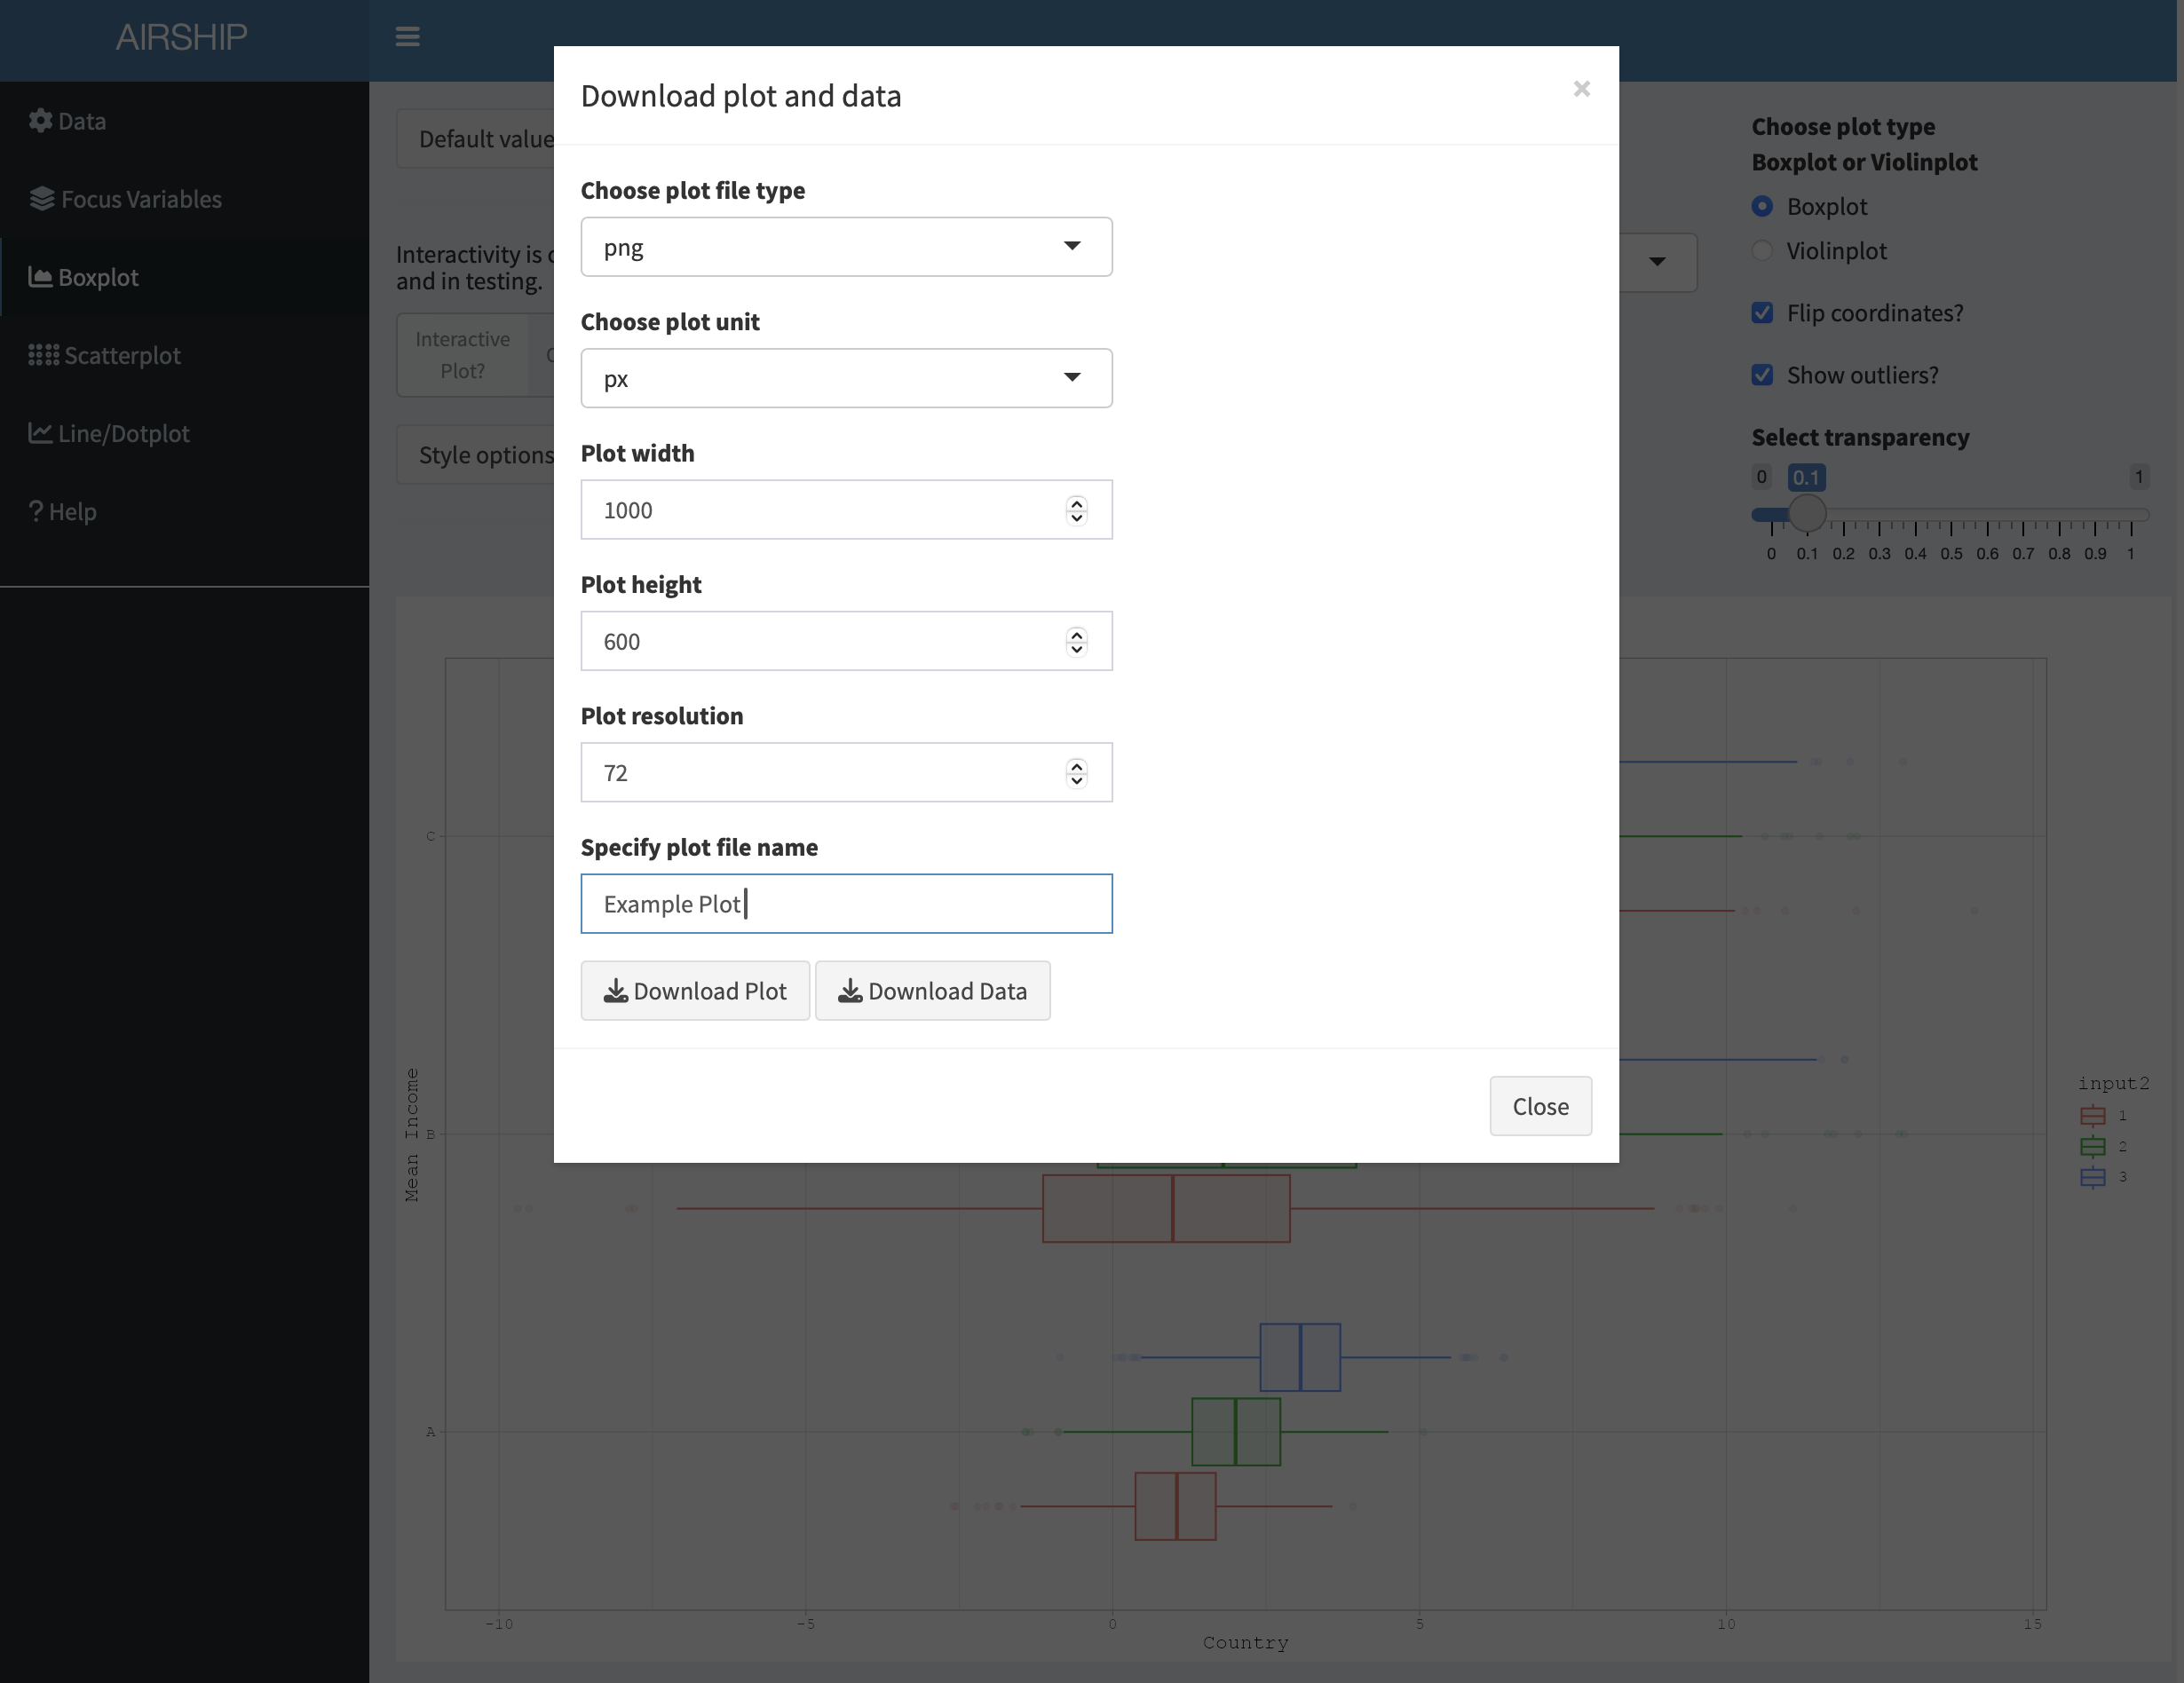 AIRSHIP
Data
Focus Variables
Boxplot
Scatterplot
Line/Dotplot
Help
Default value
Interactivity is
and in testing.
Interactive
Plot?
Style options
Download plot and data
×
Choose plot file type
png
Choose plot unit
px
Plot width
1000
Plot height
600
Plot resolution
72
Specify plot file name
Example Plot
Download Plot
Download Data
Close
Choose plot type
Boxplot or Violinplot
Boxplot
Violinplot
Flip coordinates?
Show outliers?
Select transparency
0 0.1 1
0 0.1 0.2 0.3 0.4 0.5 0.6 0.7 0.8 0.9 1
C
B
A
Mean Income
-10 -5 0 5 10 15
Country
input2
1
2
3